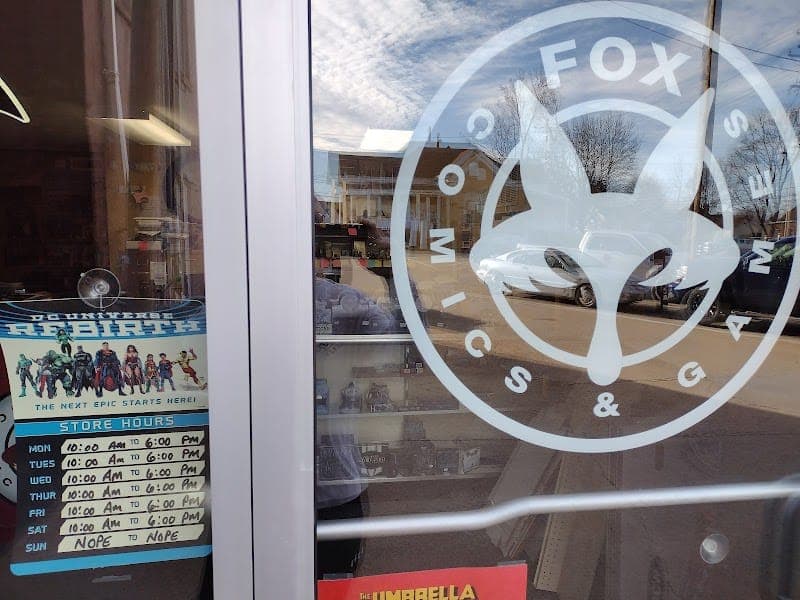 DC UNIVERSE
REBIRTH
THE NEXT EPIC STARTS HERE!
STORE HOURS
MON 10:00 Am TO 6:00 Pm
TUES 10:00 Am TO 6:00 Pm
WED 10:00 Am TO 6:00 Pm
THUR 10:00 Am TO 6:00 Pm
FRI 10:00 Am TO 6:00 Pm
SAT 10:00 Am TO 6:00 Pm
SUN NOPE TO NOPE
FOX
COMICS & GAMES
THE UMBRELLA